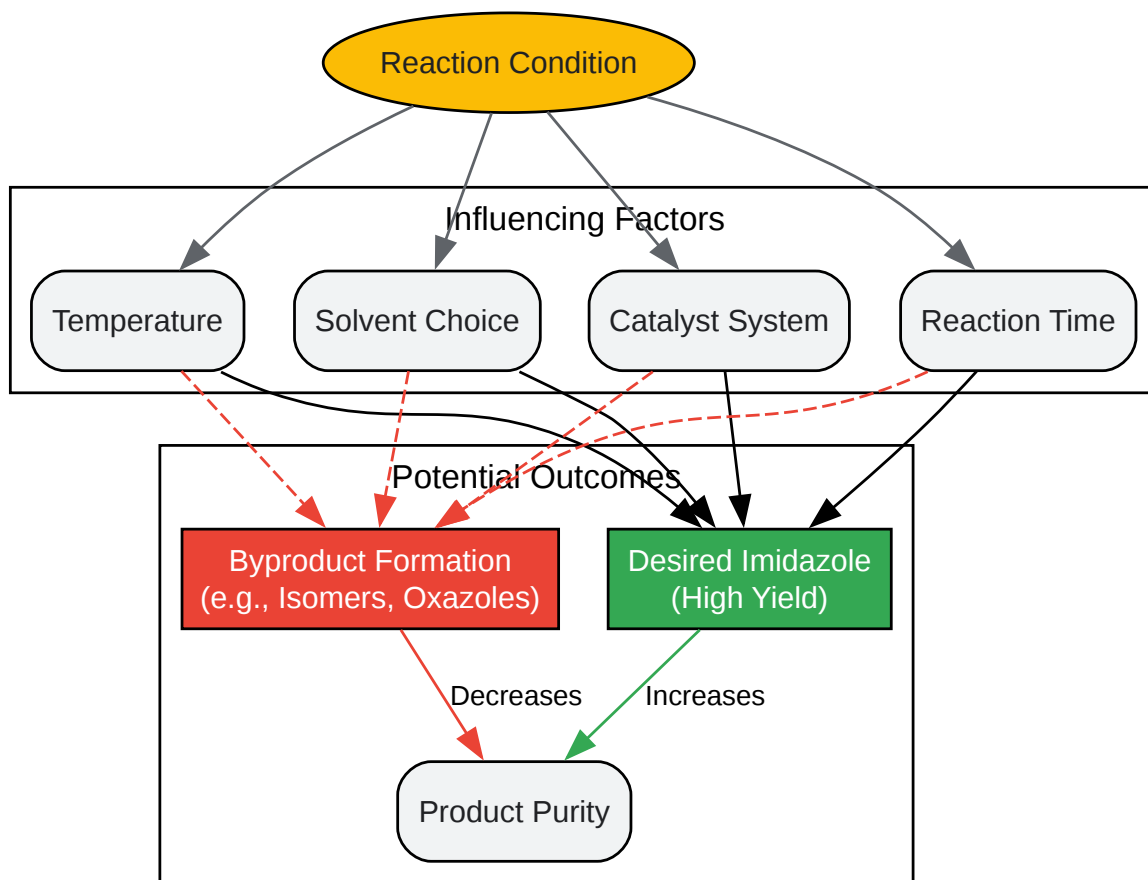 Reaction Condition
Influencing Factors
Temperature
Solvent Choice
Catalyst System
Reaction Time
Potential Outcomes
Byproduct Formation
(e.g., Isomers, Oxazoles)
Desired Imidazole
(High Yield)
Decreases
Increases
Product Purity